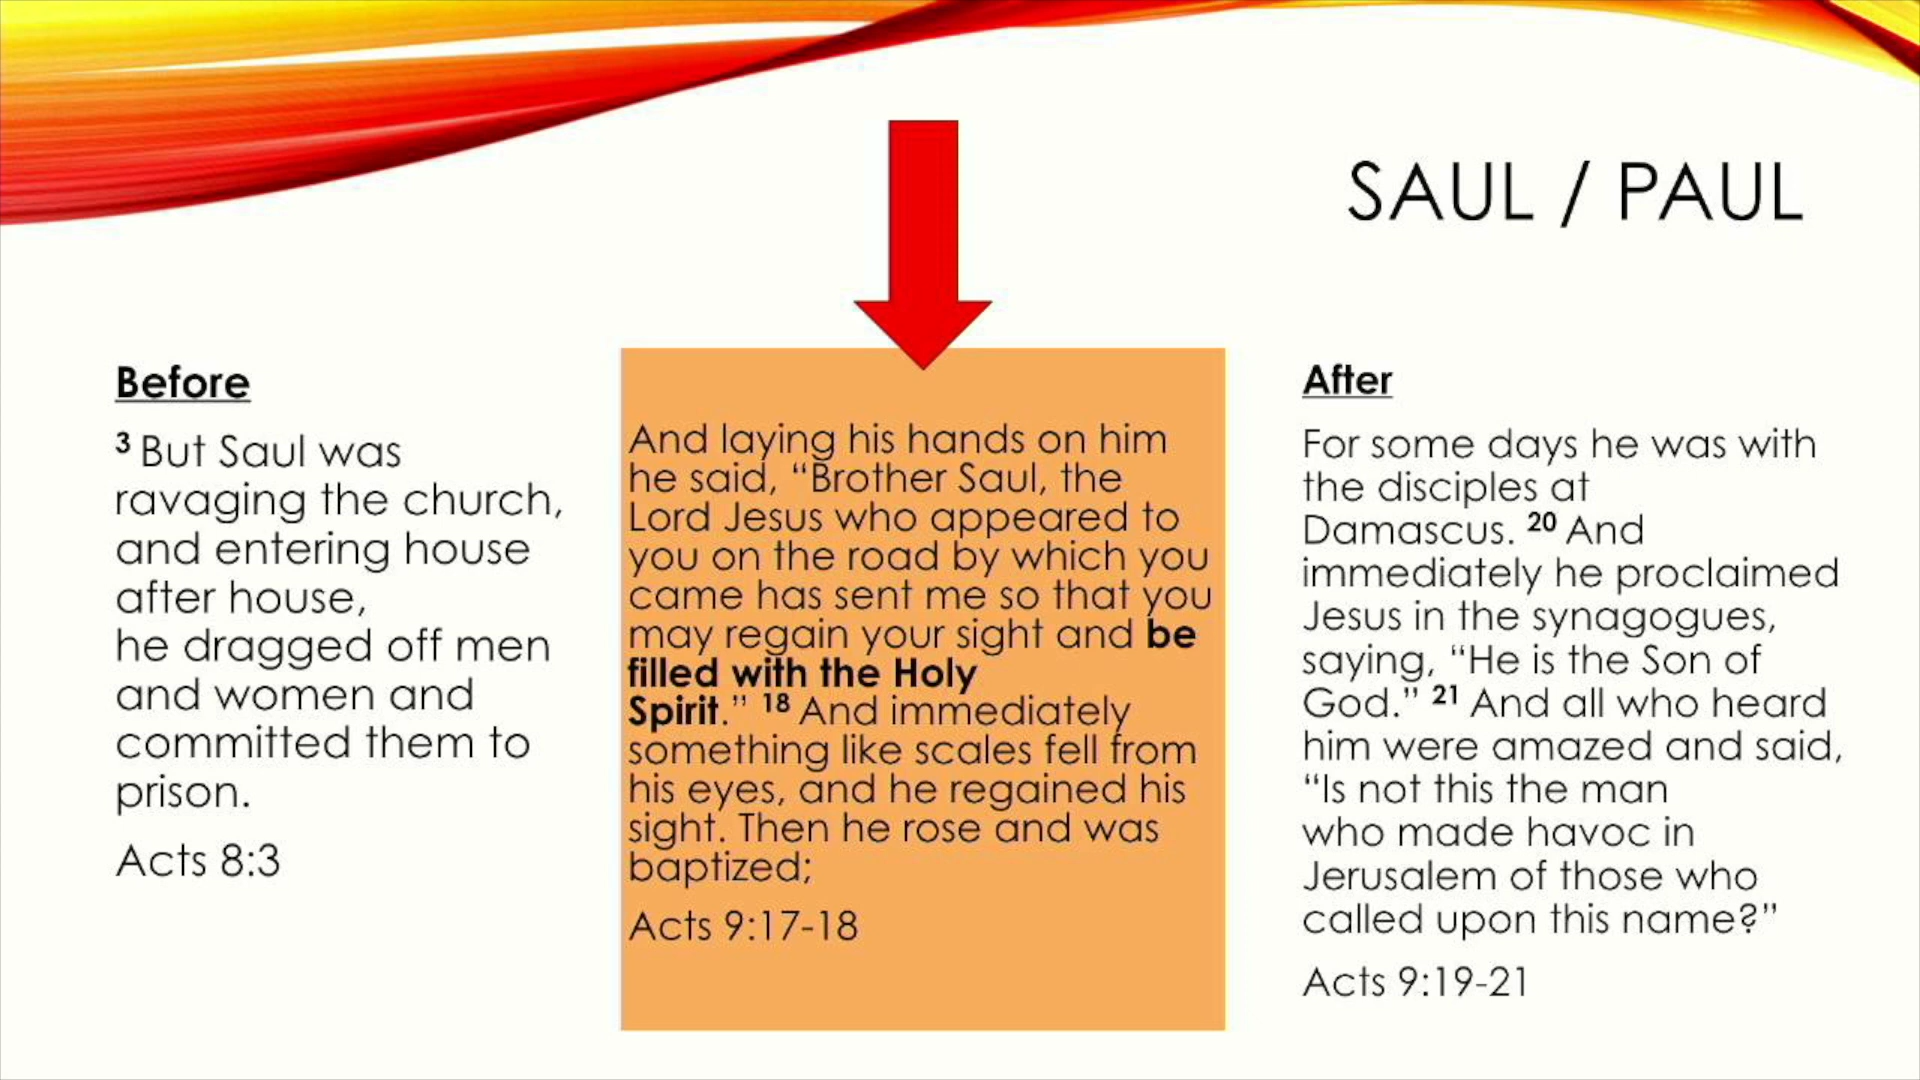 SAUL / PAUL
Before
3 But Saul was
ravaging the church,
and entering house
after house,
he dragged off men
and women and
committed them to
prison.
Acts 8:3
And laying his hands on him
he said, “Brother Saul, the
Lord Jesus who appeared to
you on the road by which you
came has sent me so that you
may regain your sight and be
filled with the Holy
Spirit.” 18 And immediately
something like scales fell from
his eyes, and he regained his
sight. Then he rose and was
baptized;
Acts 9:17-18
After
For some days he was with
the disciples at
Damascus. 20 And
immediately he proclaimed
Jesus in the synagogues,
saying, “He is the Son of
God.” 21 And all who heard
him were amazed and said,
“Is not this the man
who made havoc in
Jerusalem of those who
called upon this name?”
Acts 9:19-21